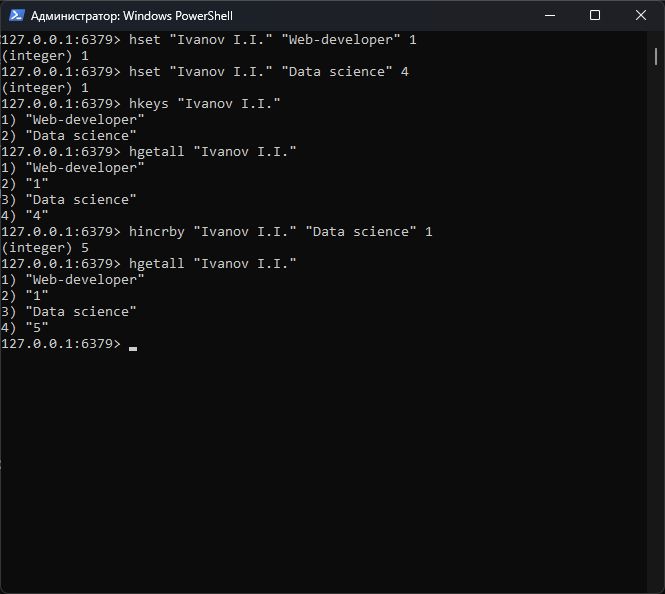 Администратор: Windows PowerShell
127.0.0.1:6379> hset "Ivanov I.I." "Web-developer" 1
(integer) 1
127.0.0.1:6379> hset "Ivanov I.I." "Data science" 4
(integer) 1
127.0.0.1:6379> hkeys "Ivanov I.I."
1) "Web-developer"
2) "Data science"
127.0.0.1:6379> hgetall "Ivanov I.I."
1) "Web-developer"
2) "1"
3) "Data science"
4) "4"
127.0.0.1:6379> hincrby "Ivanov I.I." "Data science" 1
(integer) 5
127.0.0.1:6379> hgetall "Ivanov I.I."
1) "Web-developer"
2) "1"
3) "Data science"
4) "5"
127.0.0.1:6379>